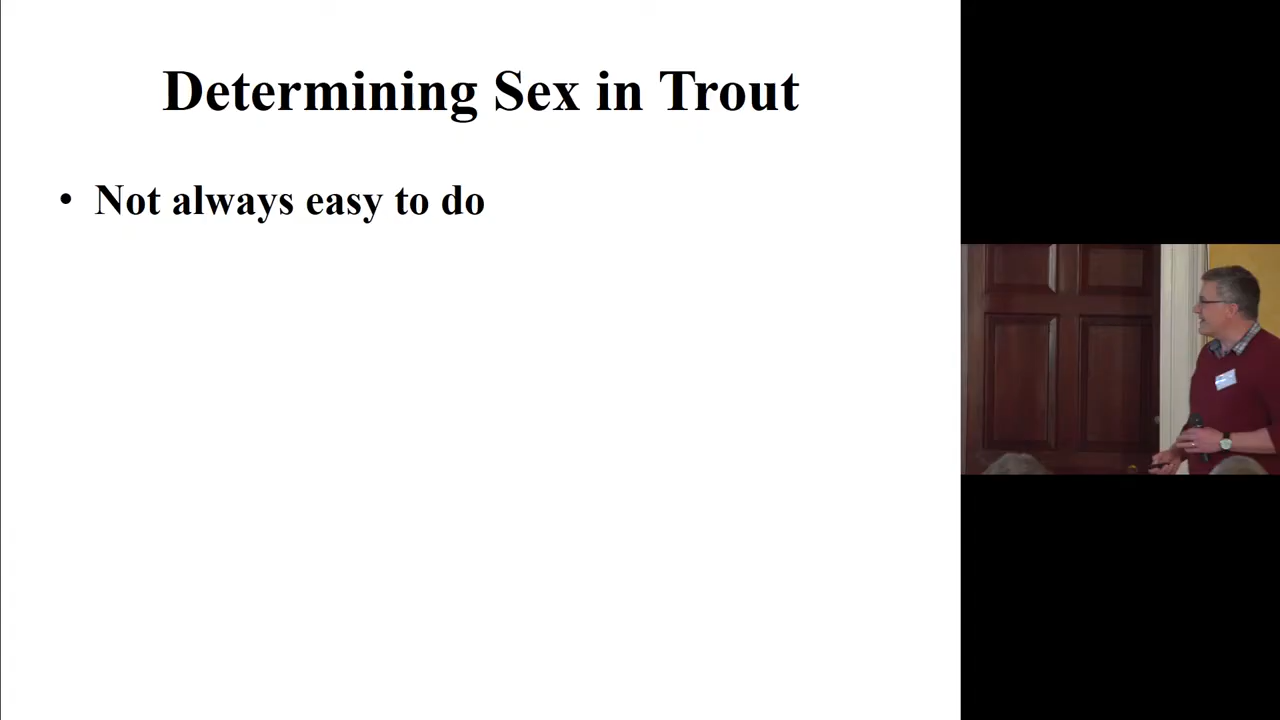 Determining Sex in Trout
• Not always easy to do